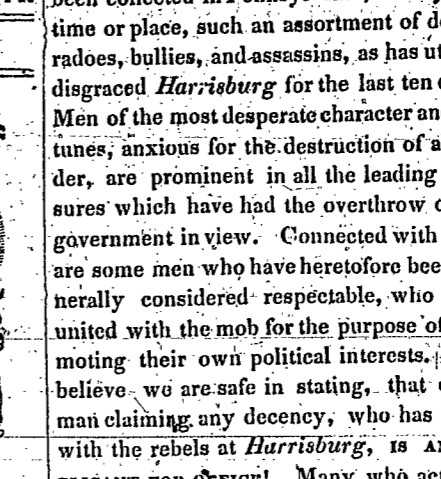 time or place, such an assortment of d
radoes, bullies, and assassins, as has ut
disgraced Harrisburg for the last ten
Men of the most desperate character an
tunes, anxious for the destruction of a
der, are prominent in all the leading
sures which have had the overthrow
government in view. Connected with
are some men who have heretofore bee
nerally considered respectable, who
united with the mob for the purpose of
moting their own political interests.
believe we are safe in stating, that
man claiming any decency, who has
with the rebels at Harrisburg, IS A
Many who ac